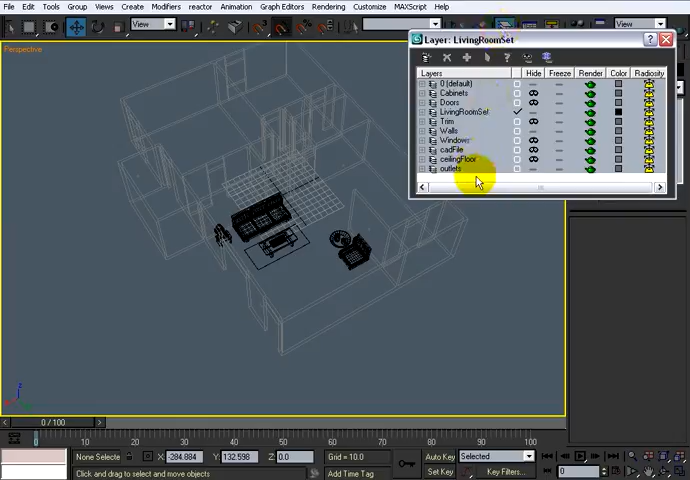 File Edit Tools Group Views Create Modifiers reactor Animation Graph Editors Rendering Customize MAXScript Help
View
View
Perspective
Layer: LivingRoomSet
Layers Hide Freeze Render Color Radiosity
0 (default)
Cabinets
Doors
LivingRoomSet
Trim
Walls
Windows
cadFile
ceilingFloor
outlets
z
0 / 100
0 10 20 30 40 50 60 70 80 90 100
None Selecte X: -284.884 Y: 132.598 Z: 0.0 Grid = 10.0 Auto Key Selected
Click and drag to select and move objects Add Time Tag Set Key Key Filters... 0